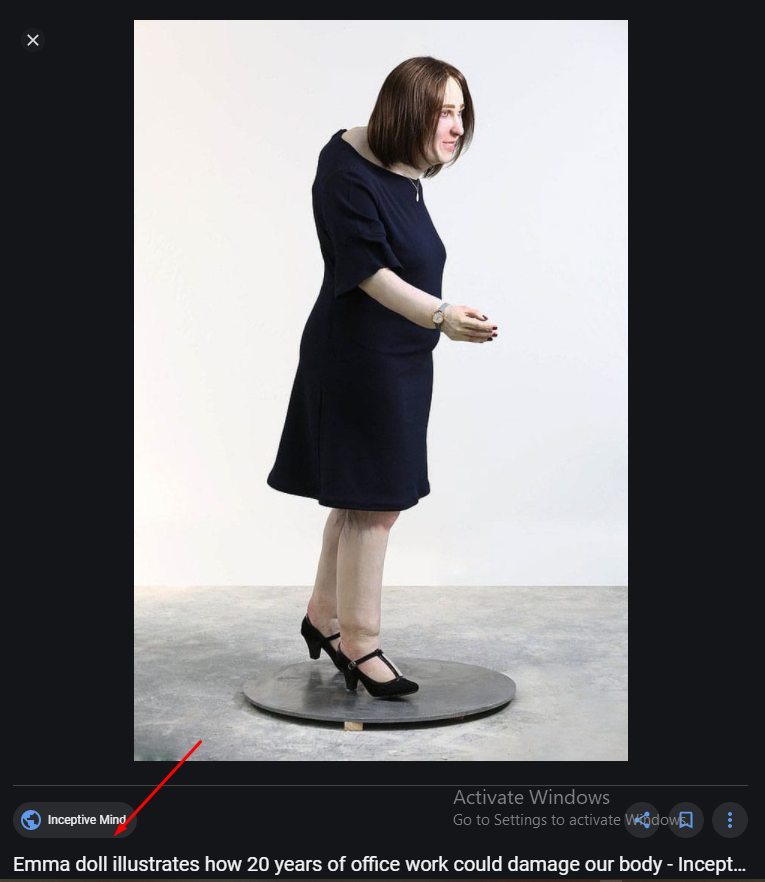 Activate Windows
Inceptive Mind
Go to Settings to activate Windows.
Emma doll illustrates how 20 years of office work could damage our body - Incept...